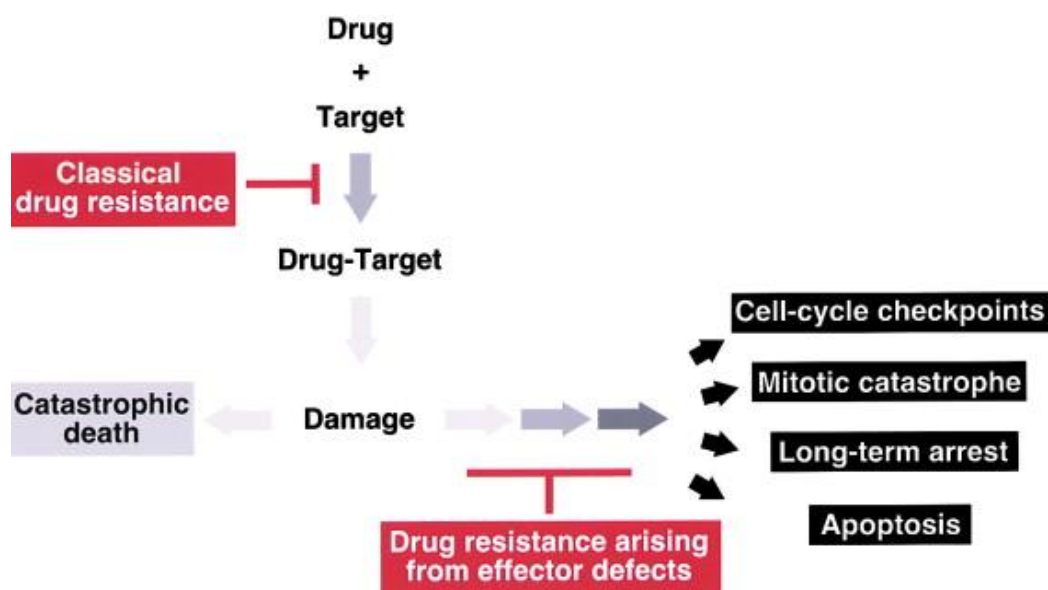 Drug
+
Target
Classical
drug resistance
Drug-Target
Cell-cycle checkpoints
Mitotic catastrophe
Catastrophic
death
Damage
Long-term arrest
Apoptosis
Drug resistance arising
from effector defects